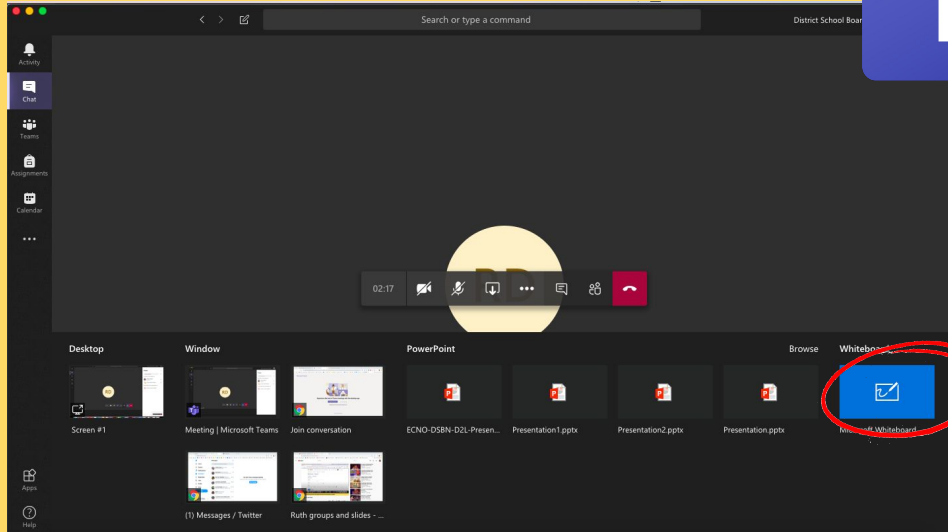 Search or type a command
District School Boar
Activity
Chat
Teams
Assignments
Calendar
RD
02:17
Desktop
Window
PowerPoint
Browse
Whiteboard
Screen #1
Meeting | Microsoft Teams
Join conversation
ECNO-DSBN-D2L-Presen...
Presentation1.pptx
Presentation2.pptx
Presentation.pptx
Microsoft Whiteboard
(1) Messages / Twitter
Ruth groups and slides - ...
Apps
Help